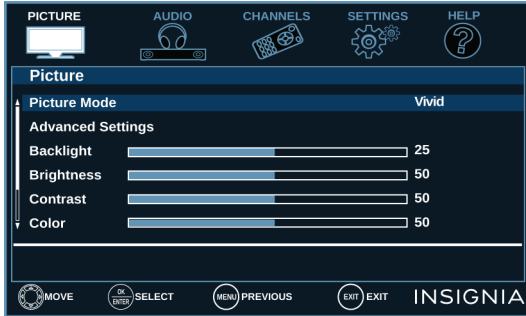 PICTURE AUDIO CHANNELS SETTINGS HELP
Picture
Picture Mode Vivid
Advanced Settings
Backlight 25
Brightness 50
Contrast 50
Color 50
MOVE OK ENTER SELECT MENU PREVIOUS EXIT EXIT INSIGNIA